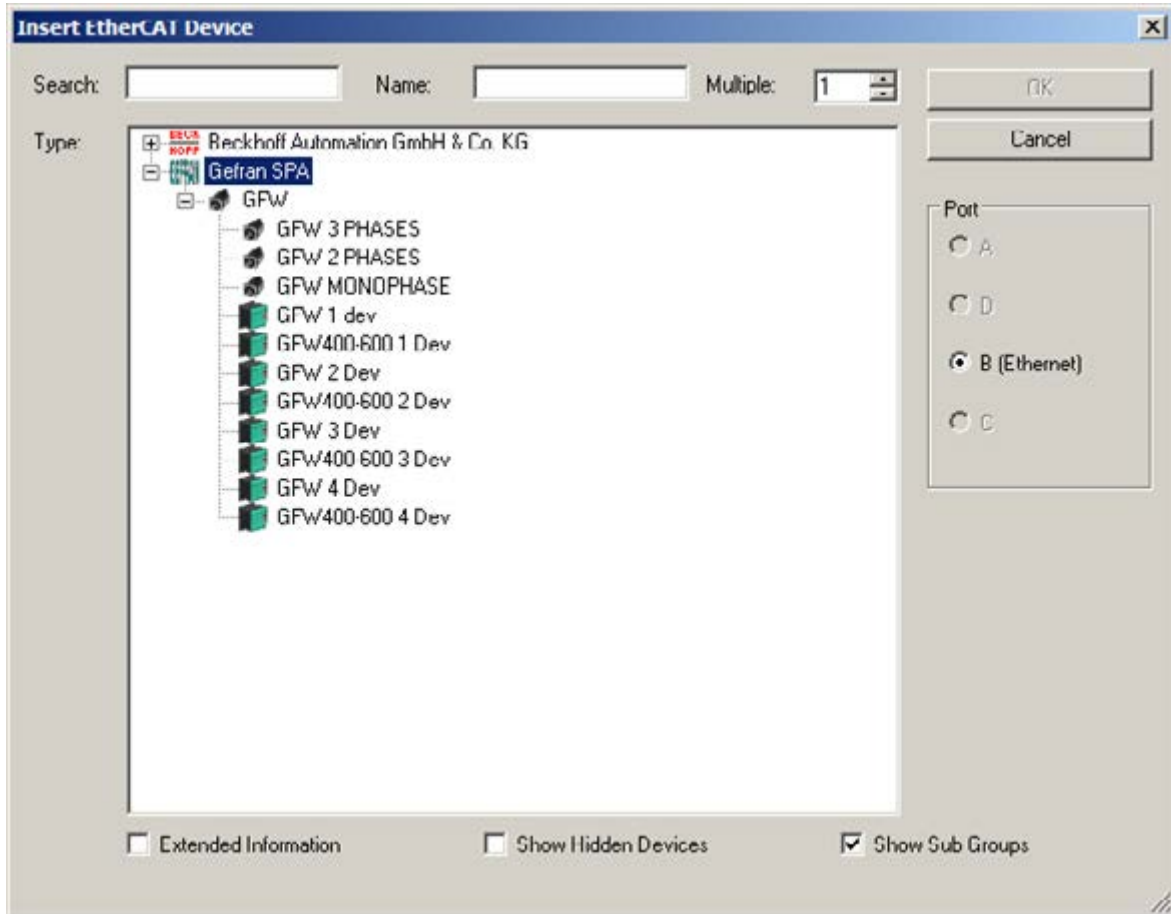 Insert EtherCAT Device
Search: Name: Multiple: 1 OK
Type: Cancel
BECK
HOFF
Beckhoff Automation GmbH & Co. KG
Gefran SPA
GFW
GFW 3 PHASES
GFW 2 PHASES
GFW MONOPHASE
GFW 1 dev
GFW400-600 1 Dev
GFW 2 Dev
GFW400-600 2 Dev
GFW 3 Dev
GFW400 600 3 Dev
GFW 4 Dev
GFW400-600 4 Dev
Port
A
D
B (Ethernet)
C
Extended Information Show Hidden Devices Show Sub Groups